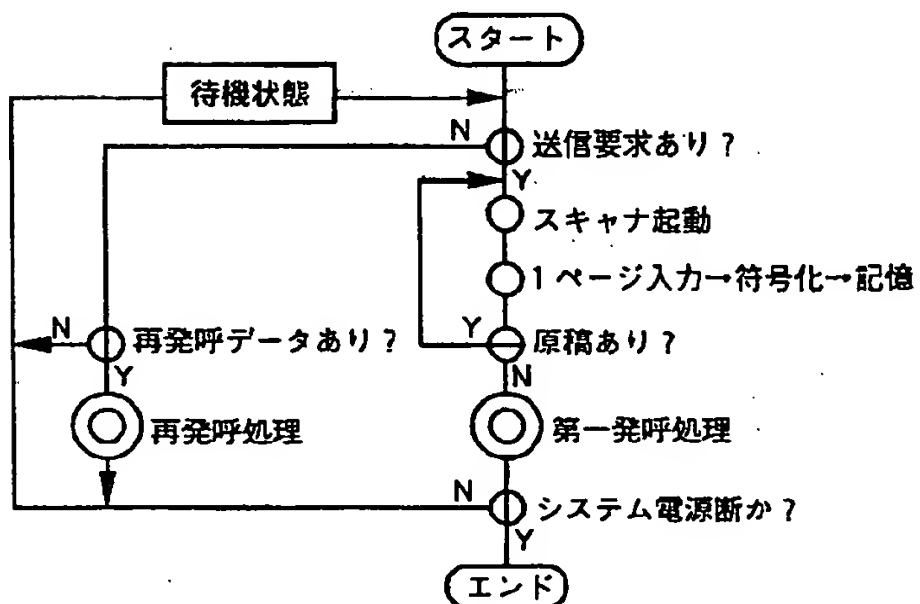 スタート
待機状態
N
送信要求あり？
Y
スキャナ起動
1ページ入力→符号化→記憶
N
再発呼データあり？
Y
原稿あり？
Y
N
再発呼処理
第一発呼処理
N
システム電源断か？
Y
エンド